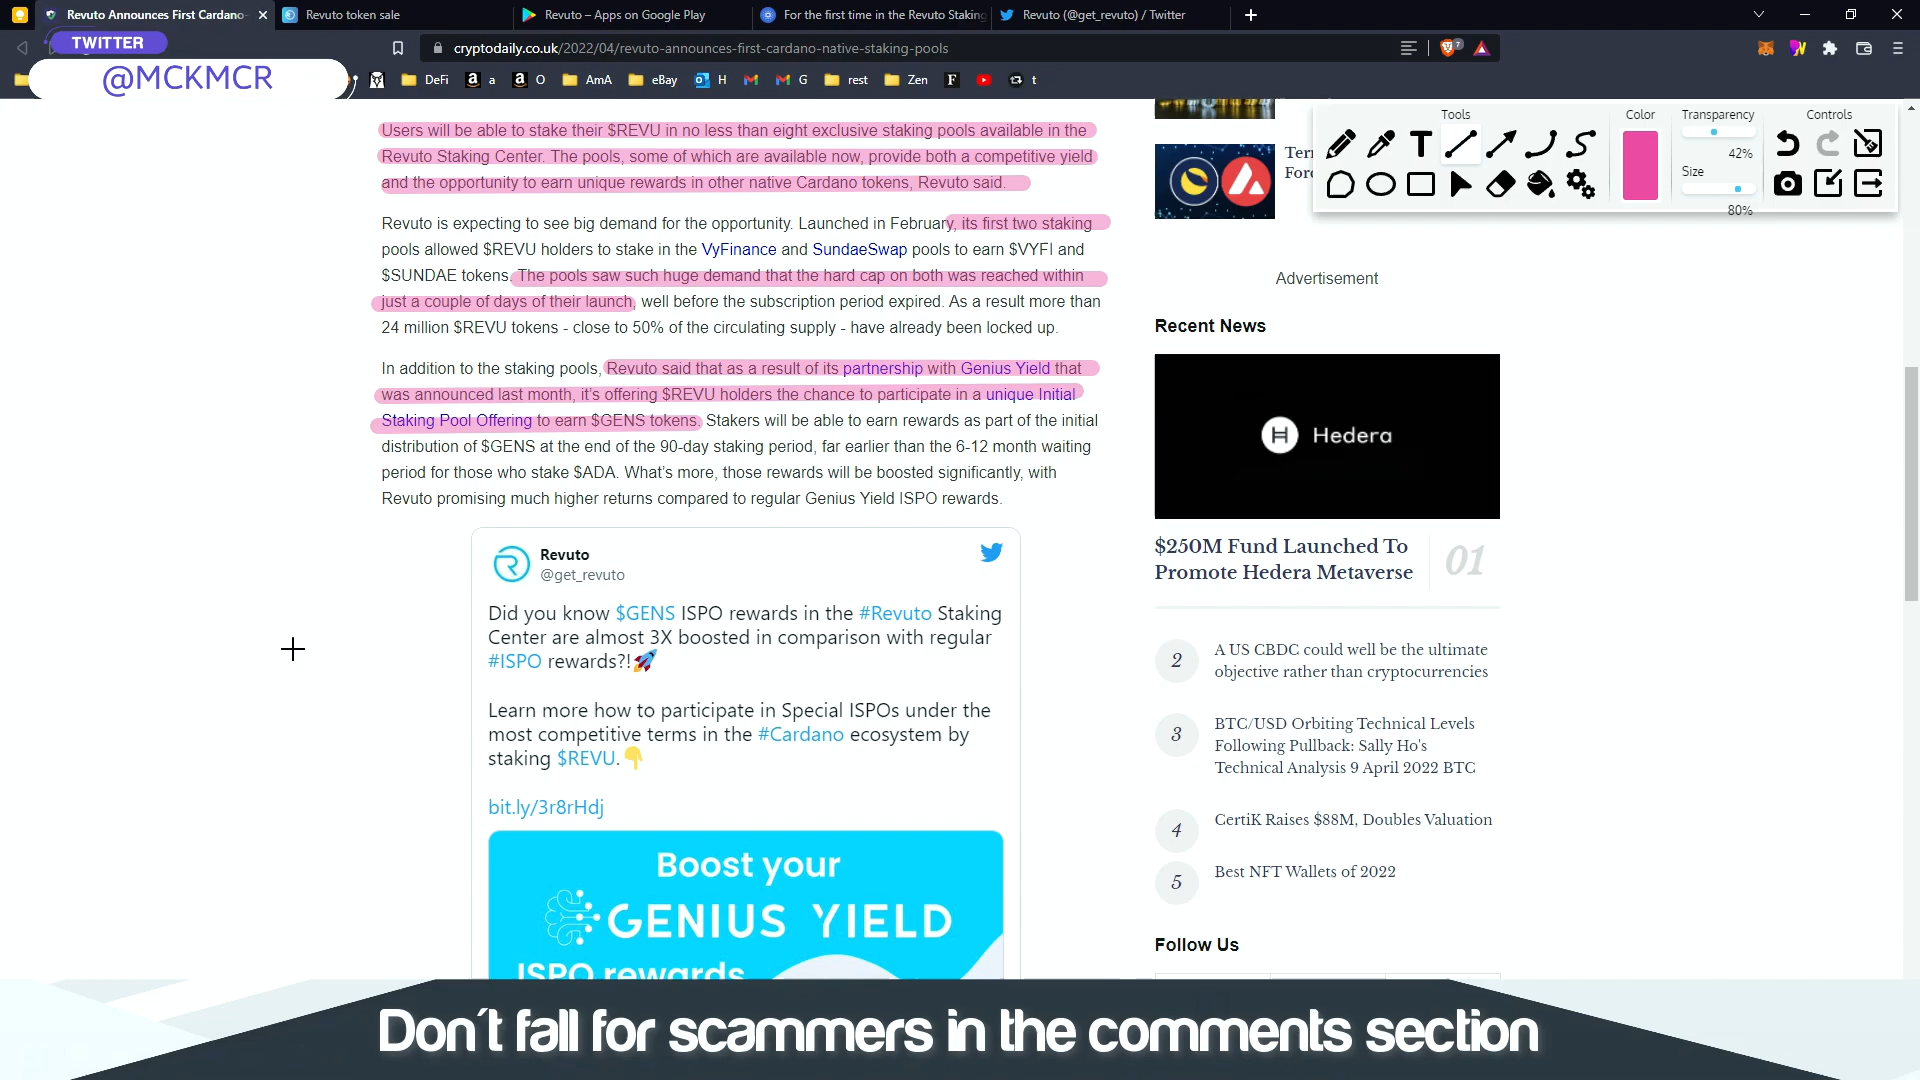 Revuto Announces First Cardano
Revuto token sale
Revuto – Apps on Google Play
For the first time in the Revuto Staking
Revuto (@get_revuto) / Twitter
TWITTER
@MCKMCR
cryptodaily.co.uk/2022/04/revuto-announces-first-cardano-native-staking-pools
DeFi
a
O
AmA
eBay
H
G
rest
Zen
F
t
Users will be able to stake their $REVU in no less than eight exclusive staking pools available in the
Revuto Staking Center. The pools, some of which are available now, provide both a competitive yield
and the opportunity to earn unique rewards in other native Cardano tokens, Revuto said.
Revuto is expecting to see big demand for the opportunity. Launched in February, its first two staking
pools allowed $REVU holders to stake in the VyFinance and SundaeSwap pools to earn $VYFI and
$SUNDAE tokens. The pools saw such huge demand that the hard cap on both was reached within
just a couple of days of their launch, well before the subscription period expired. As a result more than
24 million $REVU tokens - close to 50% of the circulating supply - have already been locked up.
In addition to the staking pools, Revuto said that as a result of its partnership with Genius Yield that
was announced last month, it's offering $REVU holders the chance to participate in a unique Initial
Staking Pool Offering to earn $GENS tokens. Stakers will be able to earn rewards as part of the initial
distribution of $GENS at the end of the 90-day staking period, far earlier than the 6-12 month waiting
period for those who stake $ADA. What's more, those rewards will be boosted significantly, with
Revuto promising much higher returns compared to regular Genius Yield ISPO rewards.
Revuto
@get_revuto
Did you know $GENS ISPO rewards in the #Revuto Staking
Center are almost 3X boosted in comparison with regular
#ISPO rewards?!🚀
Learn more how to participate in Special ISPOs under the
most competitive terms in the #Cardano ecosystem by
staking $REVU.👇
bit.ly/3r8rHdj
Boost your
GENIUS YIELD
ISPO rewards
Tools
Color
Transparency
Controls
42%
Size
80%
T
Advertisement
Recent News
Hedera
$250M Fund Launched To
Promote Hedera Metaverse
01
2
A US CBDC could well be the ultimate
objective rather than cryptocurrencies
3
BTC/USD Orbiting Technical Levels
Following Pullback: Sally Ho's
Technical Analysis 9 April 2022 BTC
4
CertiK Raises $88M, Doubles Valuation
5
Best NFT Wallets of 2022
Follow Us
Don't fall for scammers in the comments section